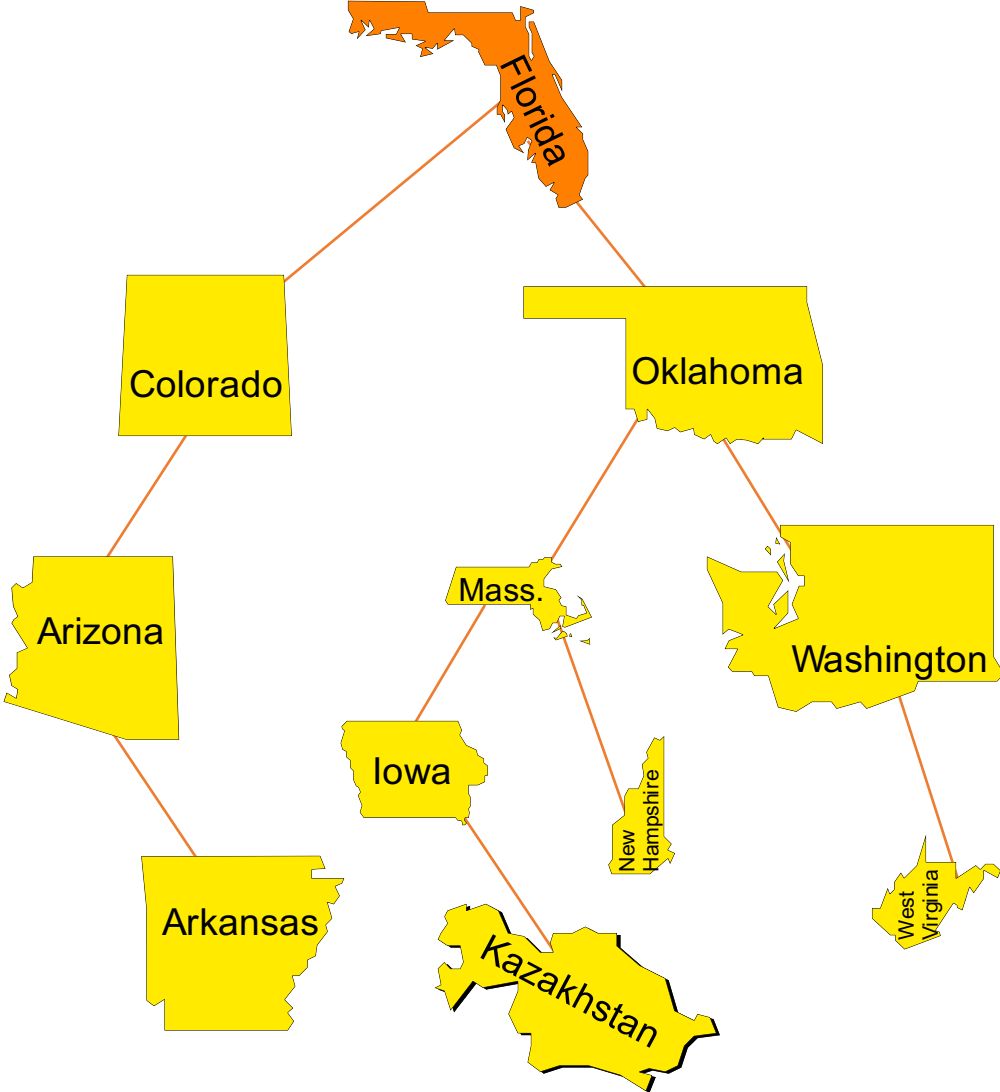 Florida
Colorado
Oklahoma
Arizona
Mass.
Washington
Iowa
New
Hampshire
Arkansas
West
Virginia
Kazakhstan